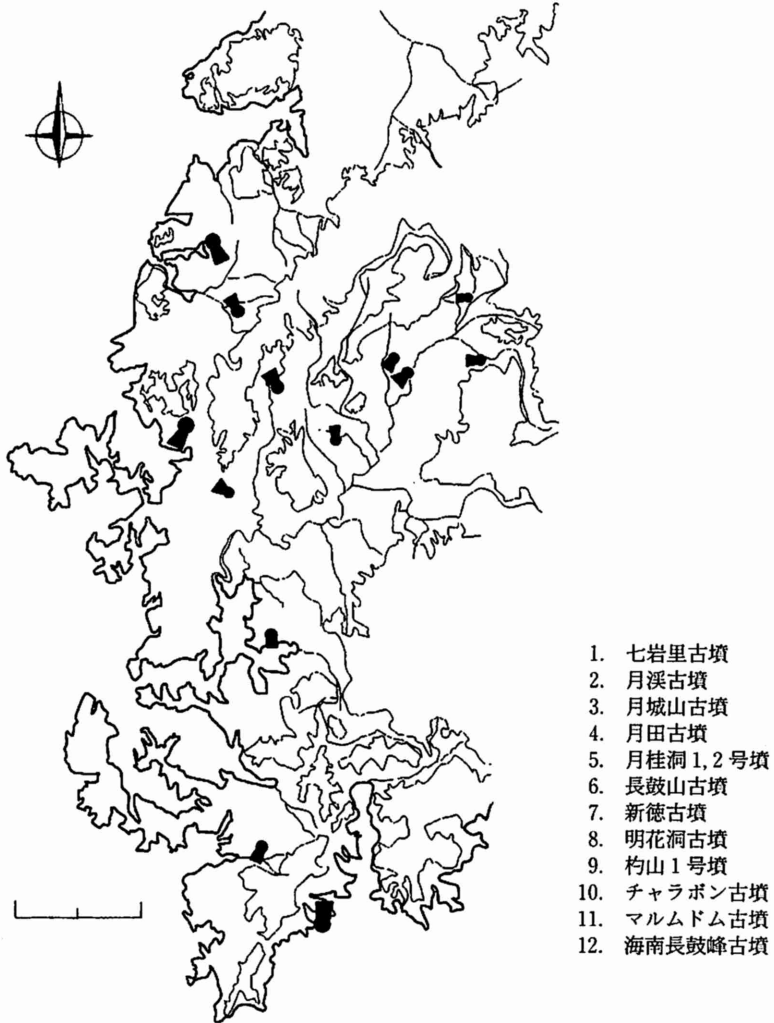 1. 七岩里古墳
2. 月渓古墳
3. 月城山古墳
4. 月田古墳
5. 月桂洞1,2号墳
6. 長鼓山古墳
7. 新徳古墳
8. 明花洞古墳
9. 杓山1号墳
10. チャラボン古墳
11. マルムドム古墳
12. 海南長鼓峰古墳